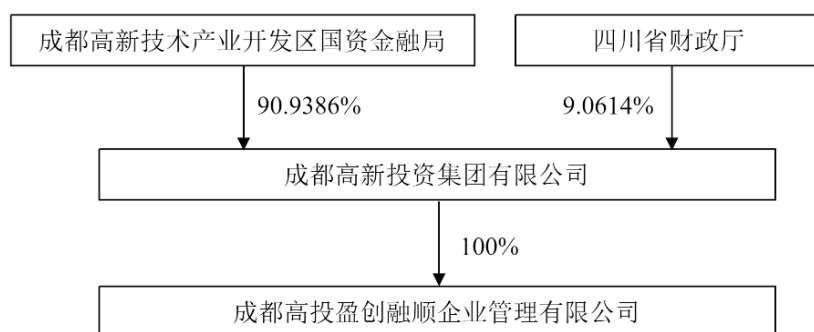 成都高新技术产业开发区国资金融局
四川省财政厅
90.9386%
9.0614%
成都高新投资集团有限公司
100%
成都高投盈创融顺企业管理有限公司